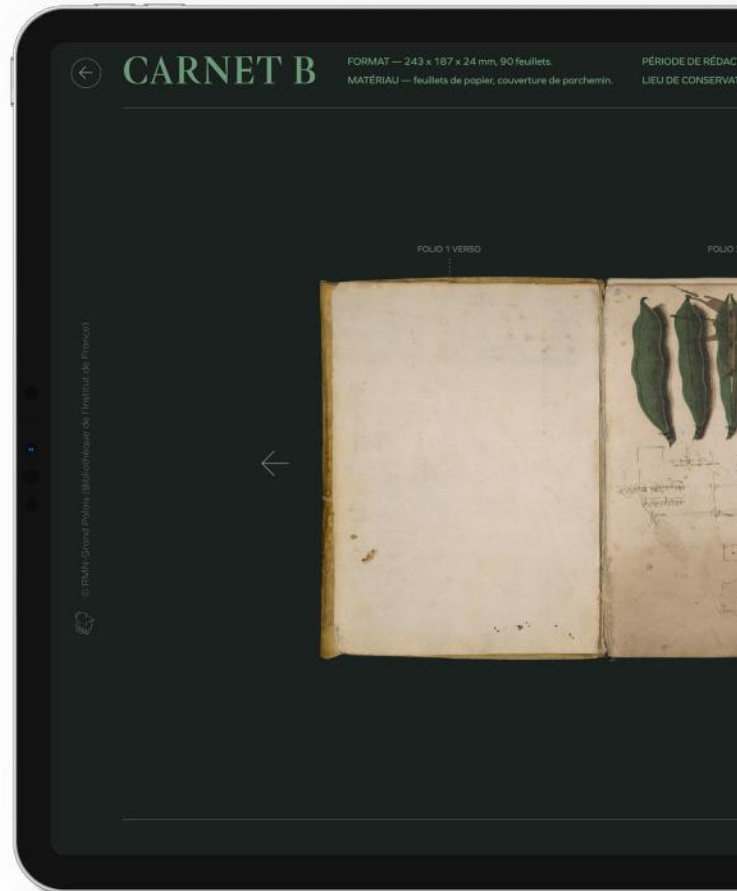 CARNET B
FORMAT — 243 x 187 x 24 mm, 90 feuillets.
MATÉRIAU — feuillets de papier, couverture de parchemin.
PÉRIODE DE RÉDAC
LIEU DE CONSERVAT
FOLIO 1 VERSO
FOLIO
© RMN-Grand Palais (Bibliothèque de l'Institut de France)